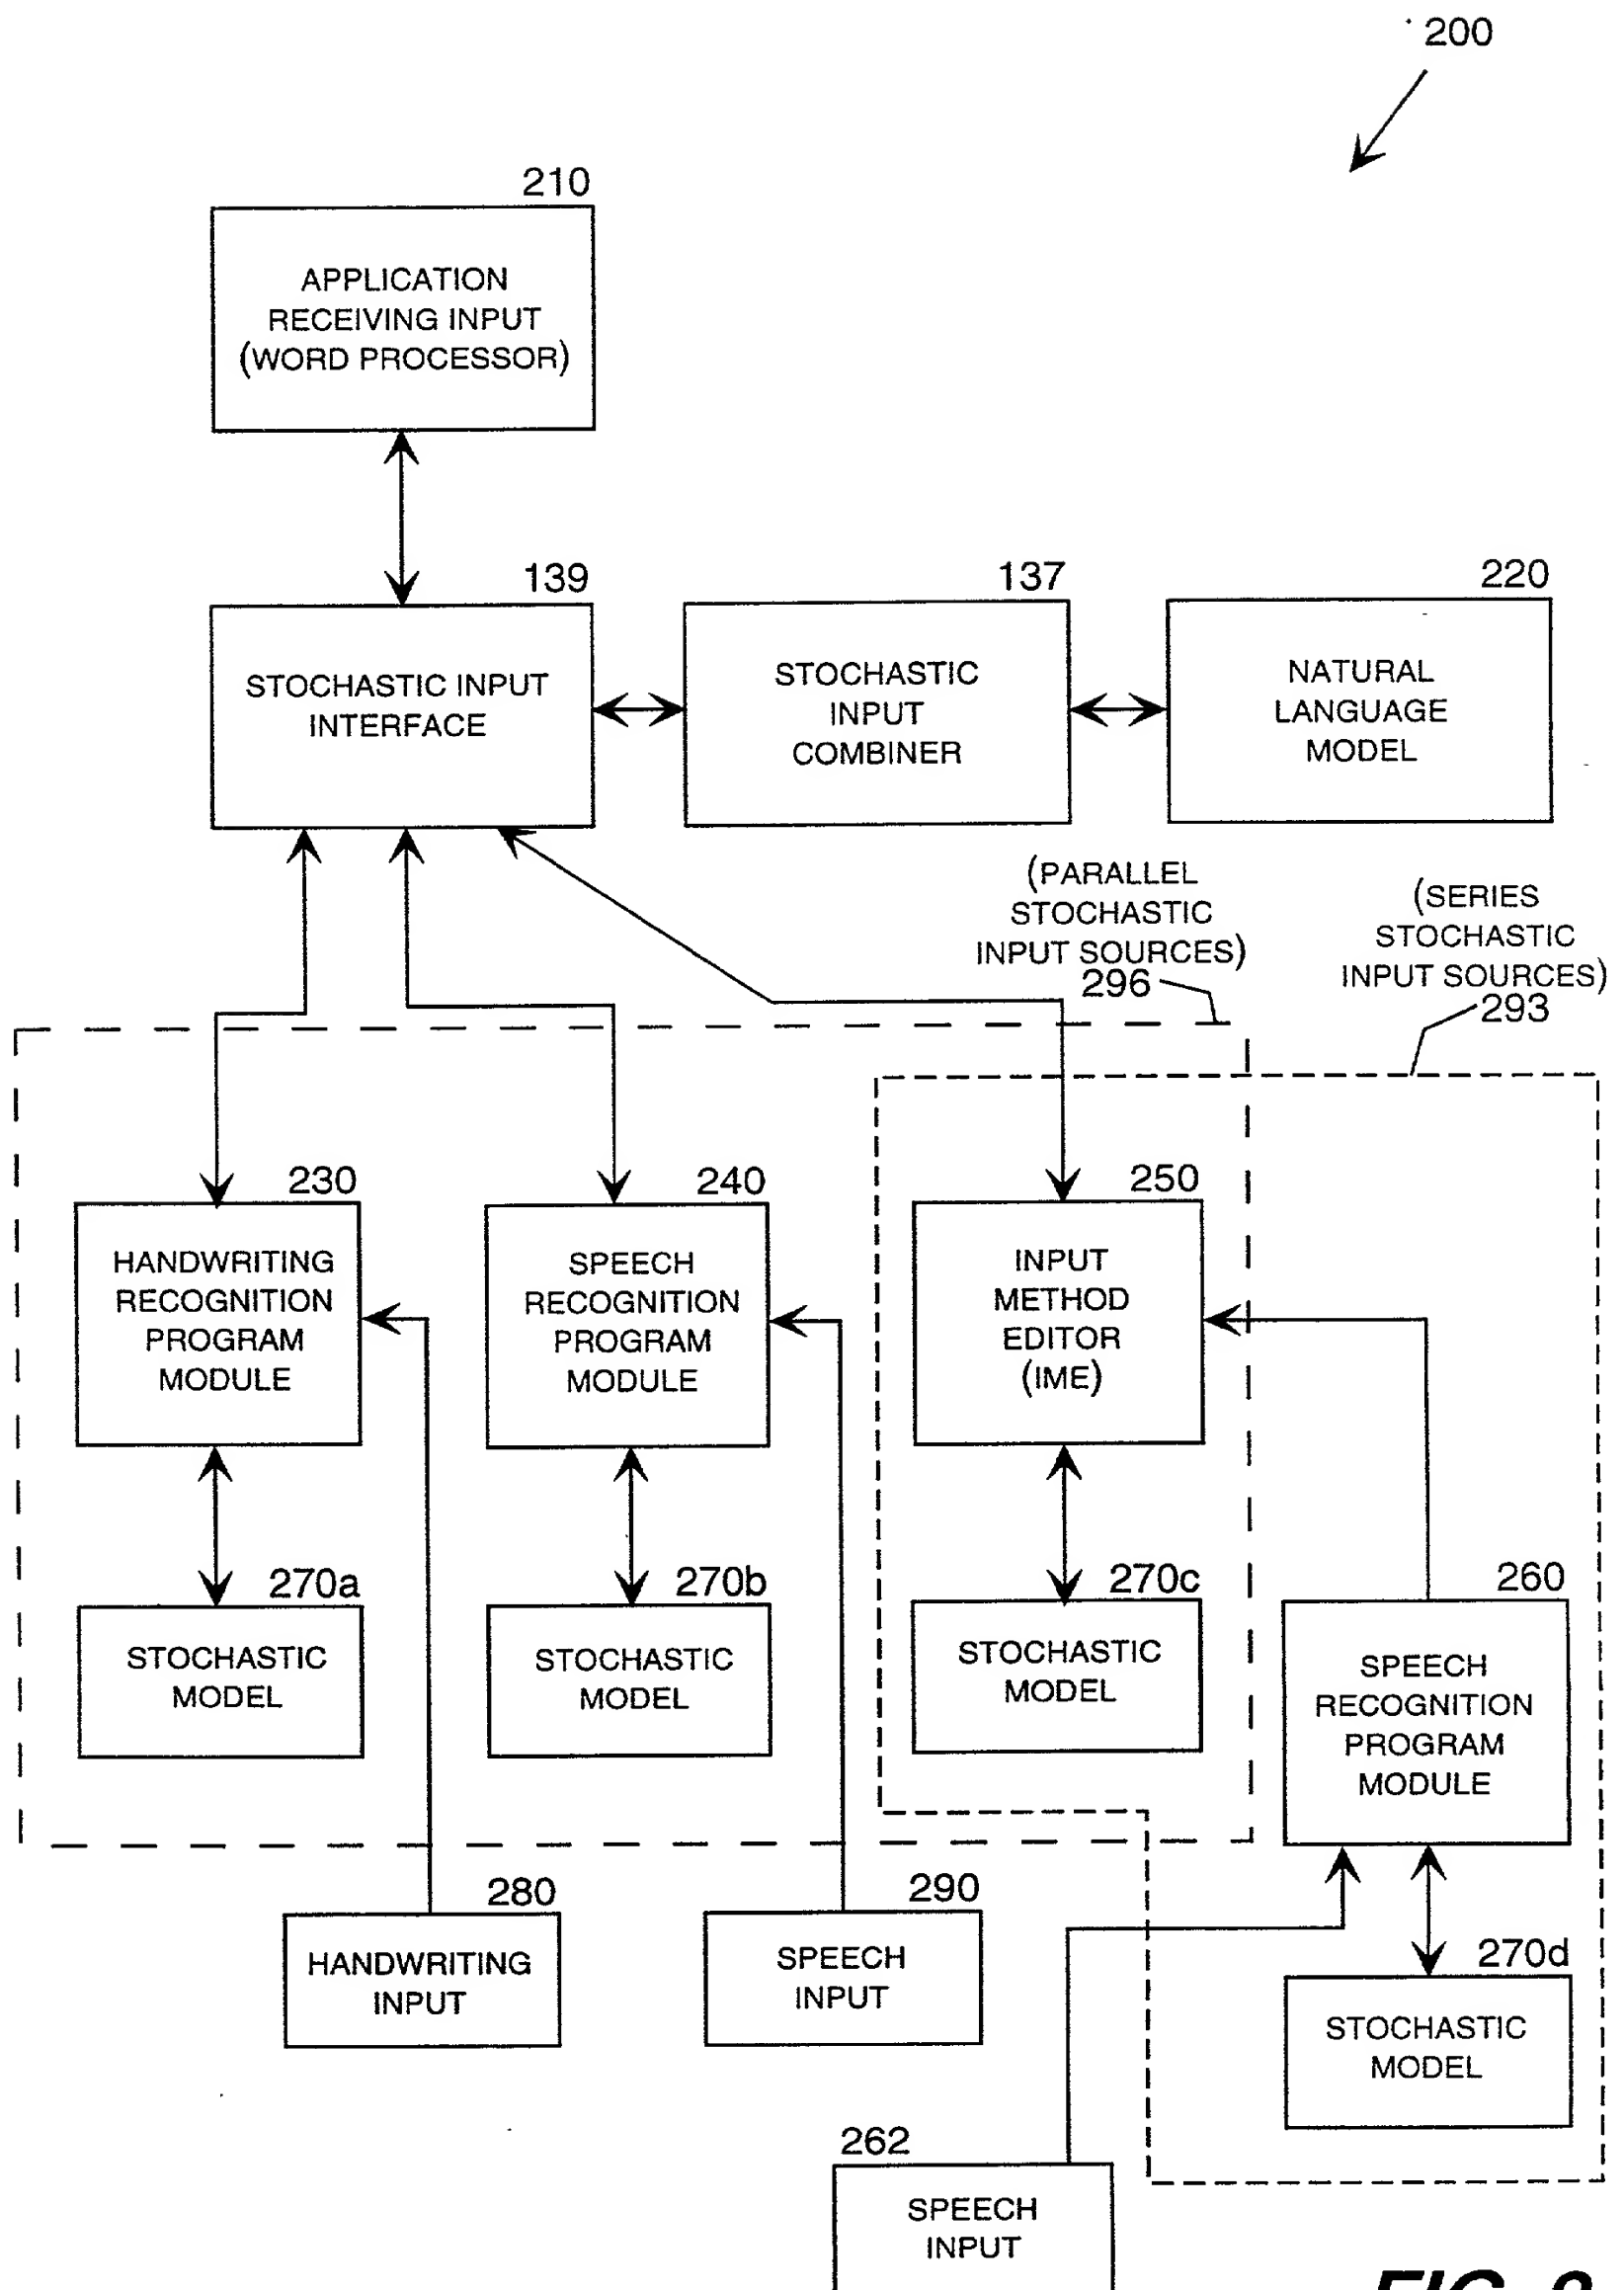 200
210
APPLICATION
RECEIVING INPUT
(WORD PROCESSOR)
139
STOCHASTIC INPUT
INTERFACE
137
STOCHASTIC
INPUT
COMBINER
220
NATURAL
LANGUAGE
MODEL
(PARALLEL
STOCHASTIC
INPUT SOURCES)
296
(SERIES
STOCHASTIC
INPUT SOURCES)
293
230
HANDWRITING
RECOGNITION
PROGRAM
MODULE
240
SPEECH
RECOGNITION
PROGRAM
MODULE
250
INPUT
METHOD
EDITOR
(IME)
270a
STOCHASTIC
MODEL
270b
STOCHASTIC
MODEL
270c
STOCHASTIC
MODEL
260
SPEECH
RECOGNITION
PROGRAM
MODULE
280
HANDWRITING
INPUT
290
SPEECH
INPUT
270d
STOCHASTIC
MODEL
262
SPEECH
INPUT